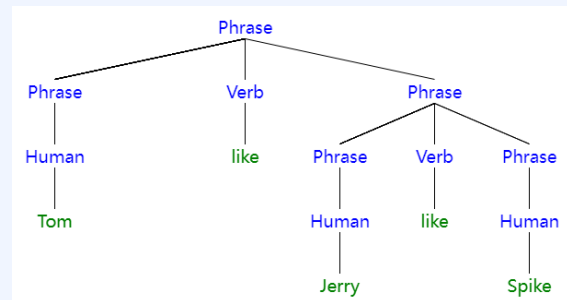 Phrase
Phrase Verb Phrase
Human like Phrase Verb Phrase
Tom Human like Human
Jerry Spike